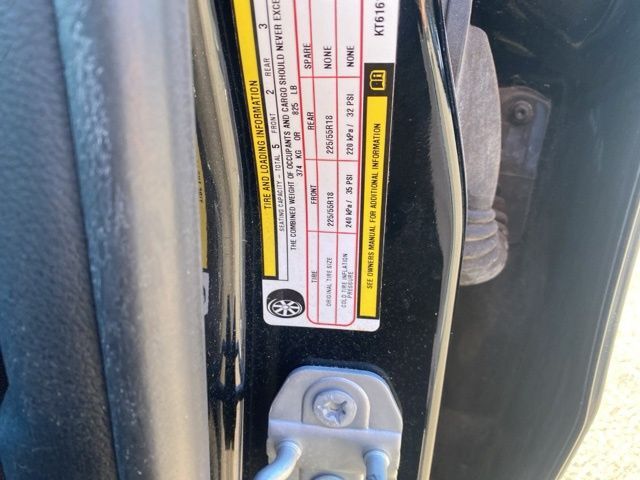 TIRE AND LOADING INFORMATION
SEATING CAPACITY - TOTAL 5 FRONT 2 REAR 3
THE COMBINED WEIGHT OF OCCUPANTS AND CARGO SHOULD NEVER EXCE
374 KG OR 825 LB
TIRE FRONT REAR SPARE
ORIGINAL TIRE SIZE 225/55R18 225/55R18 NONE
COLD TIRE INFLATION PRESSURE 240 kPa / 35 PSI 220 kPa / 32 PSI NONE
SEE OWNERS MANUAL FOR ADDITIONAL INFORMATION
KT616